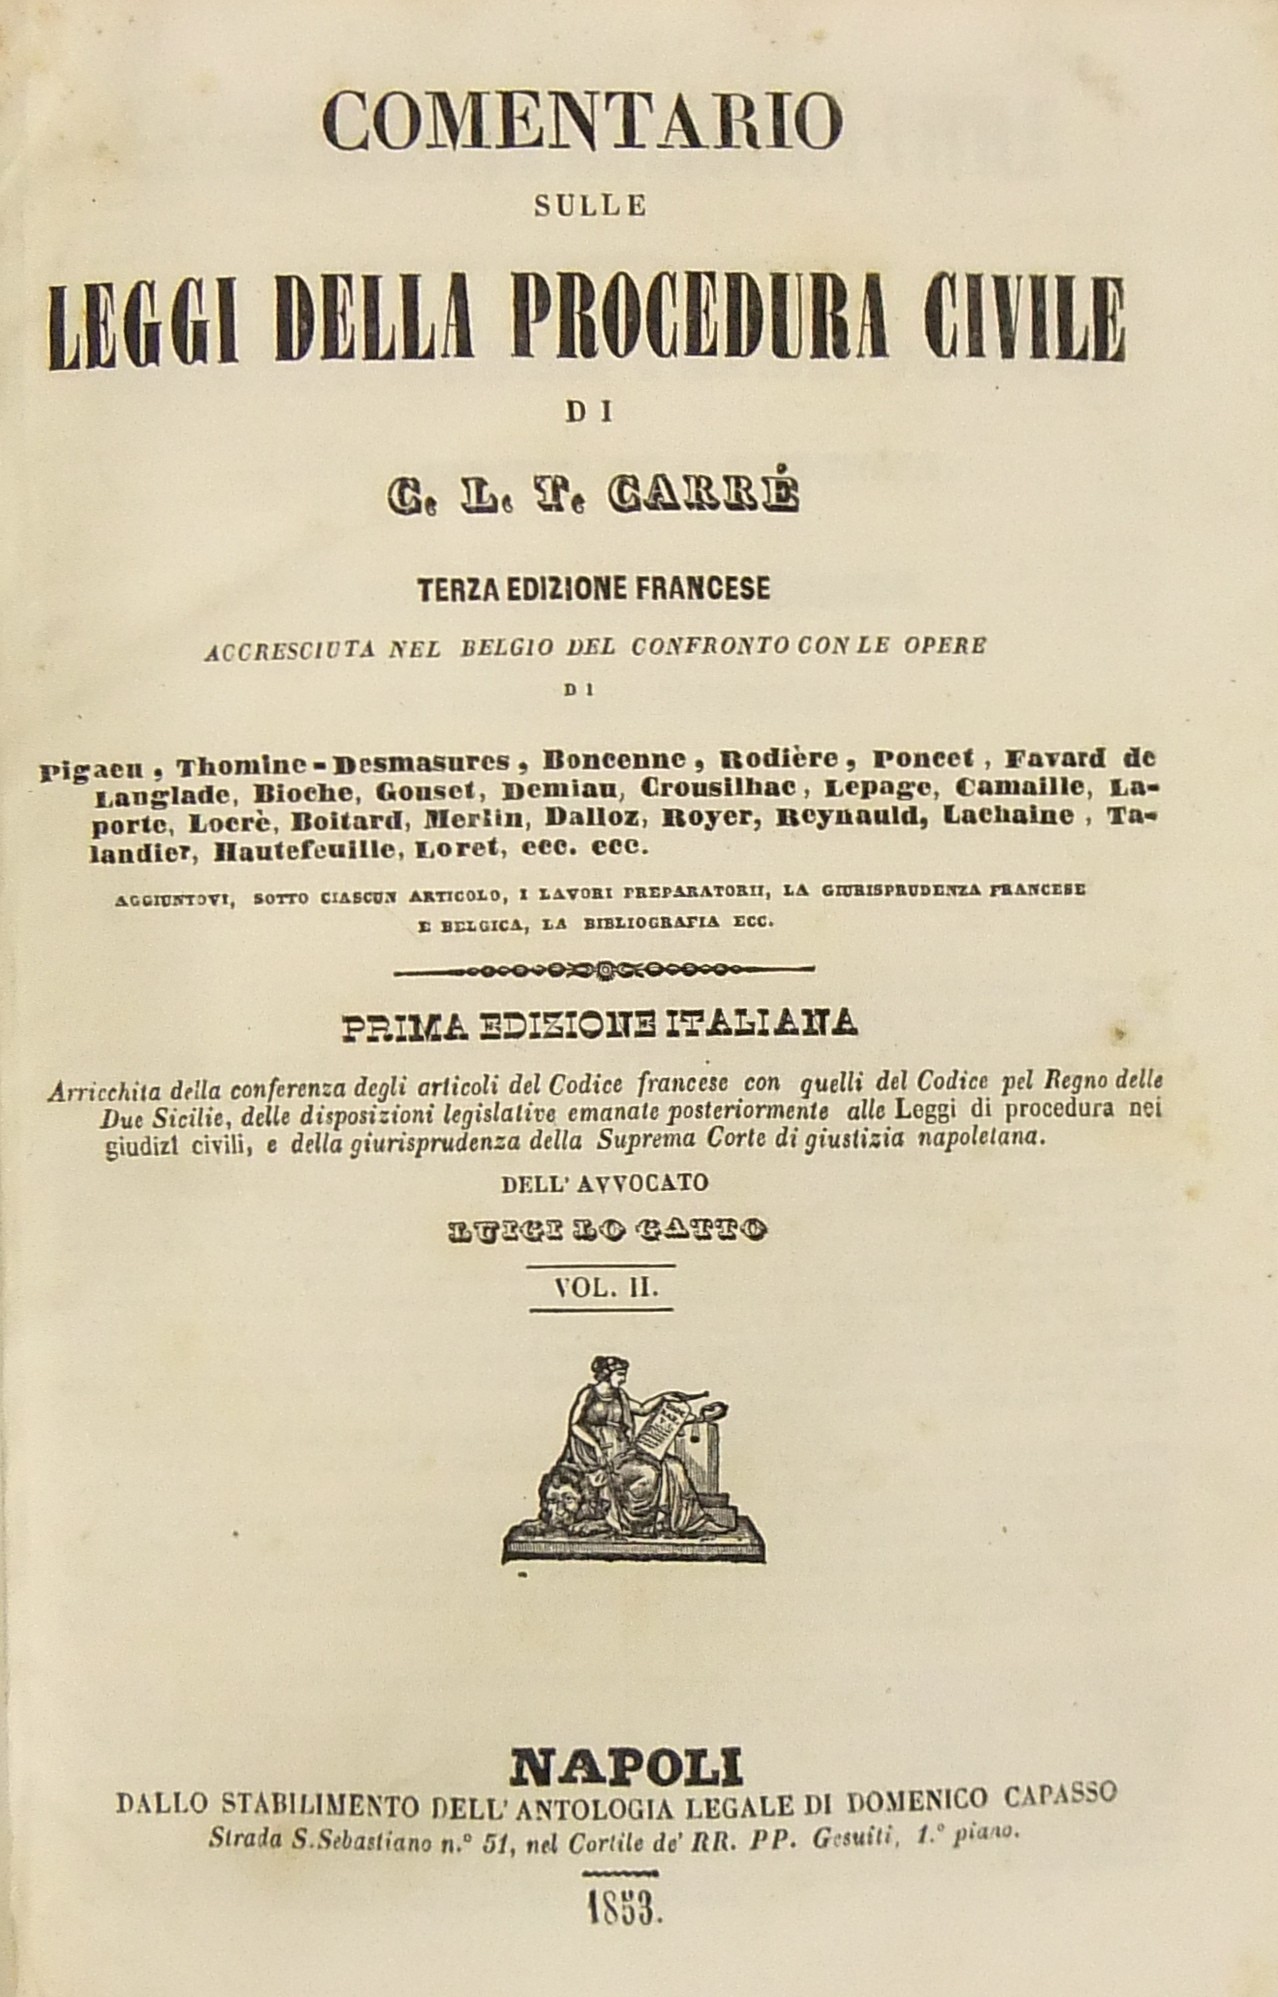 COMENTARIO
SULLE
LEGGI DELLA PROCEDURA CIVILE
DI
C. L. T. CARRÉ
TERZA EDIZIONE FRANCESE
ACCRESCIUTA NEL BELGIO DEL CONFRONTO CON LE OPERE
DI
Pigaeu, Thomine-Desmasures, Boncenne, Rodière, Poncet, Favard de
Langlade, Bioche, Gouset, Demiau, Crousilhac, Lepage, Camaille, La-
porte, Locrè, Boitard, Merlin, Dalloz, Royer, Reynauld, Lachaine, Ta-
landier, Hautefeuille, Loret, ecc. ecc.
AGGIUNTOVI, SOTTO CIASCUN ARTICOLO, I LAVORI PREPARATORII, LA GIURISPRUDENZA FRANCESE
E BELGICA, LA BIBLIOGRAFIA ECC.
PRIMA EDIZIONE ITALIANA
Arricchita della conferenza degli articoli del Codice francese con quelli del Codice pel Regno delle
Due Sicilie, delle disposizioni legislative emanate posteriormente alle Leggi di procedura nei
giudizî civili, e della giurisprudenza della Suprema Corte di giustizia napoletana.
DELL' AVVOCATO
LUIGI LO GATTO
VOL. II.
NAPOLI
DALLO STABILIMENTO DELL' ANTOLOGIA LEGALE DI DOMENICO CAPASSO
Strada S. Sebastiano n.° 51, nel Cortile de' RR. PP. Gesuiti, 1.° piano.
1853.